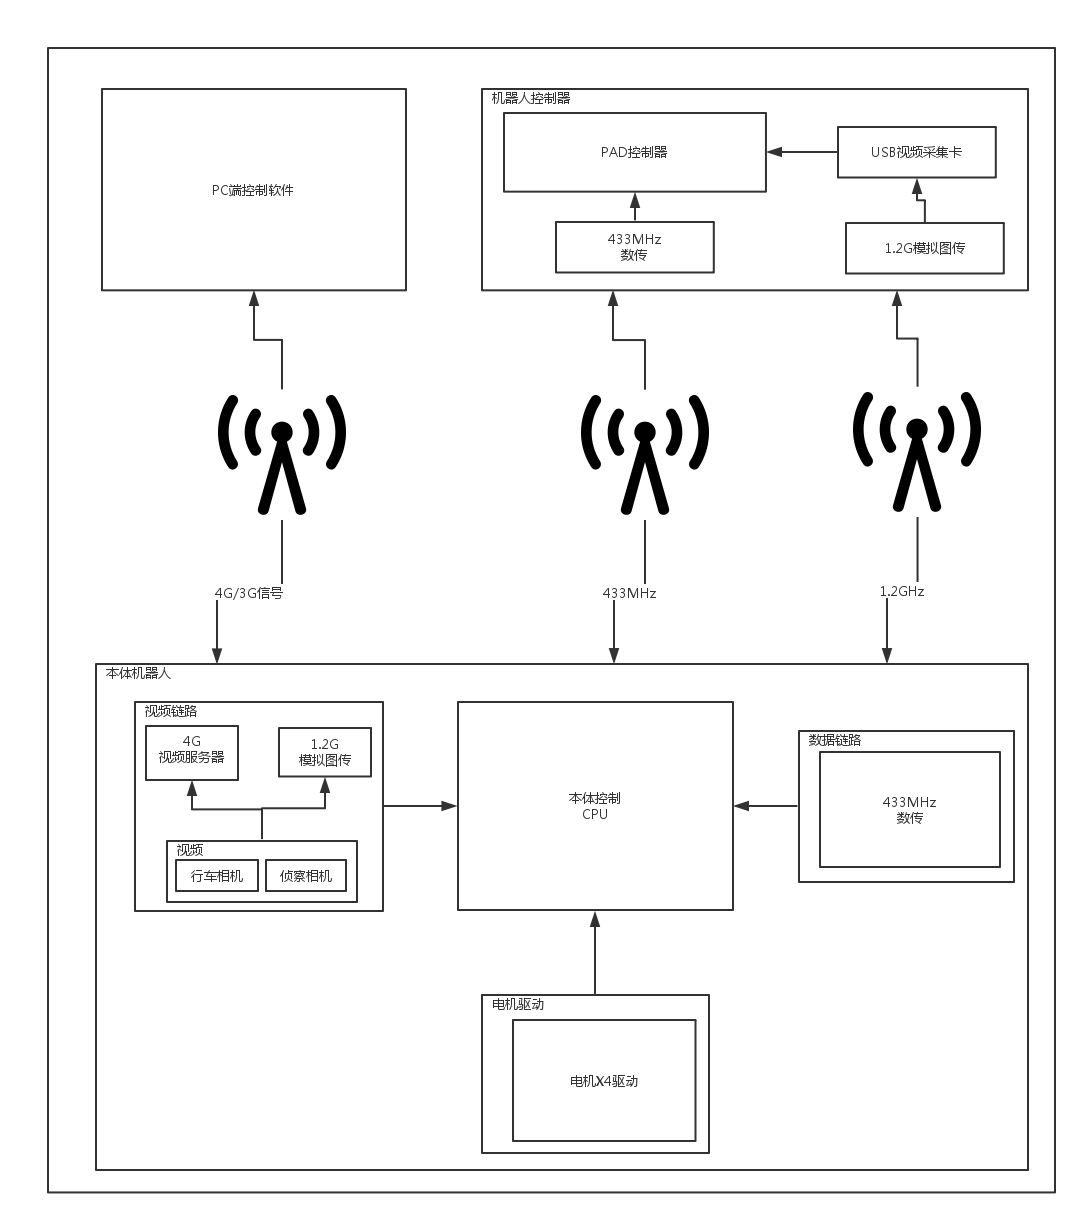 机器人控制器
PAD控制器
USB视频采集卡
PC端控制软件
433MHz
数传
1.2G模拟图传
4G/3G信号
433MHz
1.2GHz
本体机器人
视频链路
4G
视频服务器
1.2G
模拟图传
视频
行车相机
侦察相机
本体控制
CPU
数据链路
433MHz
数传
电机驱动
电机X4驱动